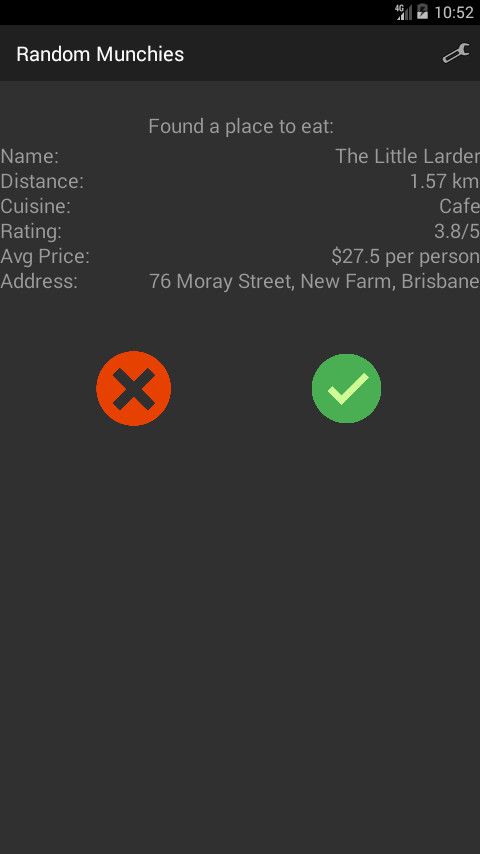 4G 10:52
Random Munchies
Found a place to eat:
Name: The Little Larder
Distance: 1.57 km
Cuisine: Cafe
Rating: 3.8/5
Avg Price: $27.5 per person
Address: 76 Moray Street, New Farm, Brisbane